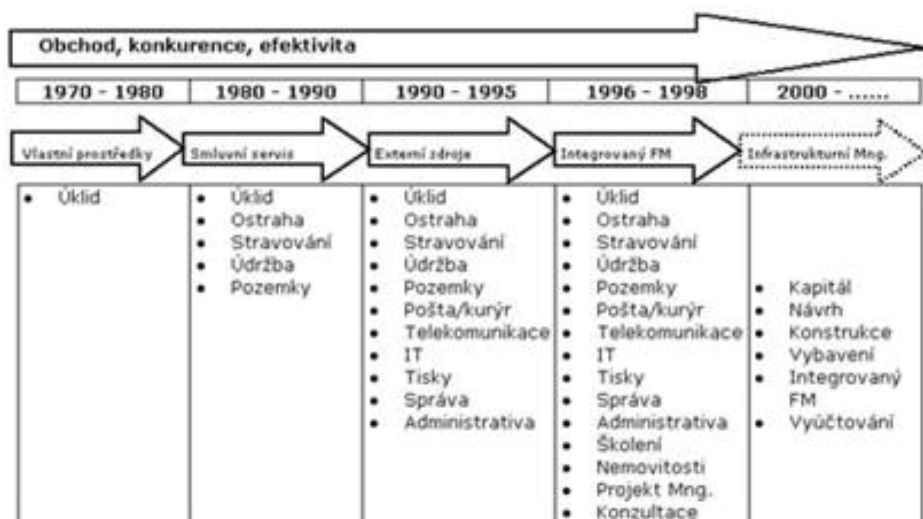 Obchod, konkurence, efektivita
1970 - 1980
1980 - 1990
1990 - 1995
1996 - 1998
2000 - ......
Vlastní prostředky
Smluvní servis
Externí zdroje
Integrovaný FM
Infrastrukturní Mng.
• Úklid
• Úklid
• Ostraha
• Stravování
• Údržba
• Pozemky
• Úklid
• Ostraha
• Stravování
• Údržba
• Pozemky
• Pošta/kurýr
• Telekomunikace
• IT
• Tisky
• Správa
• Administrativa
• Úklid
• Ostraha
• Stravování
• Údržba
• Pozemky
• Pošta/kurýr
• Telekomunikace
• IT
• Tisky
• Správa
• Administrativa
• Školení
• Nemovitosti
• Projekt Mng.
• Konzultace
• Kapitál
• Návrh
• Konstrukce
• Vybavení
• Integrovaný
FM
• Vyúčtování